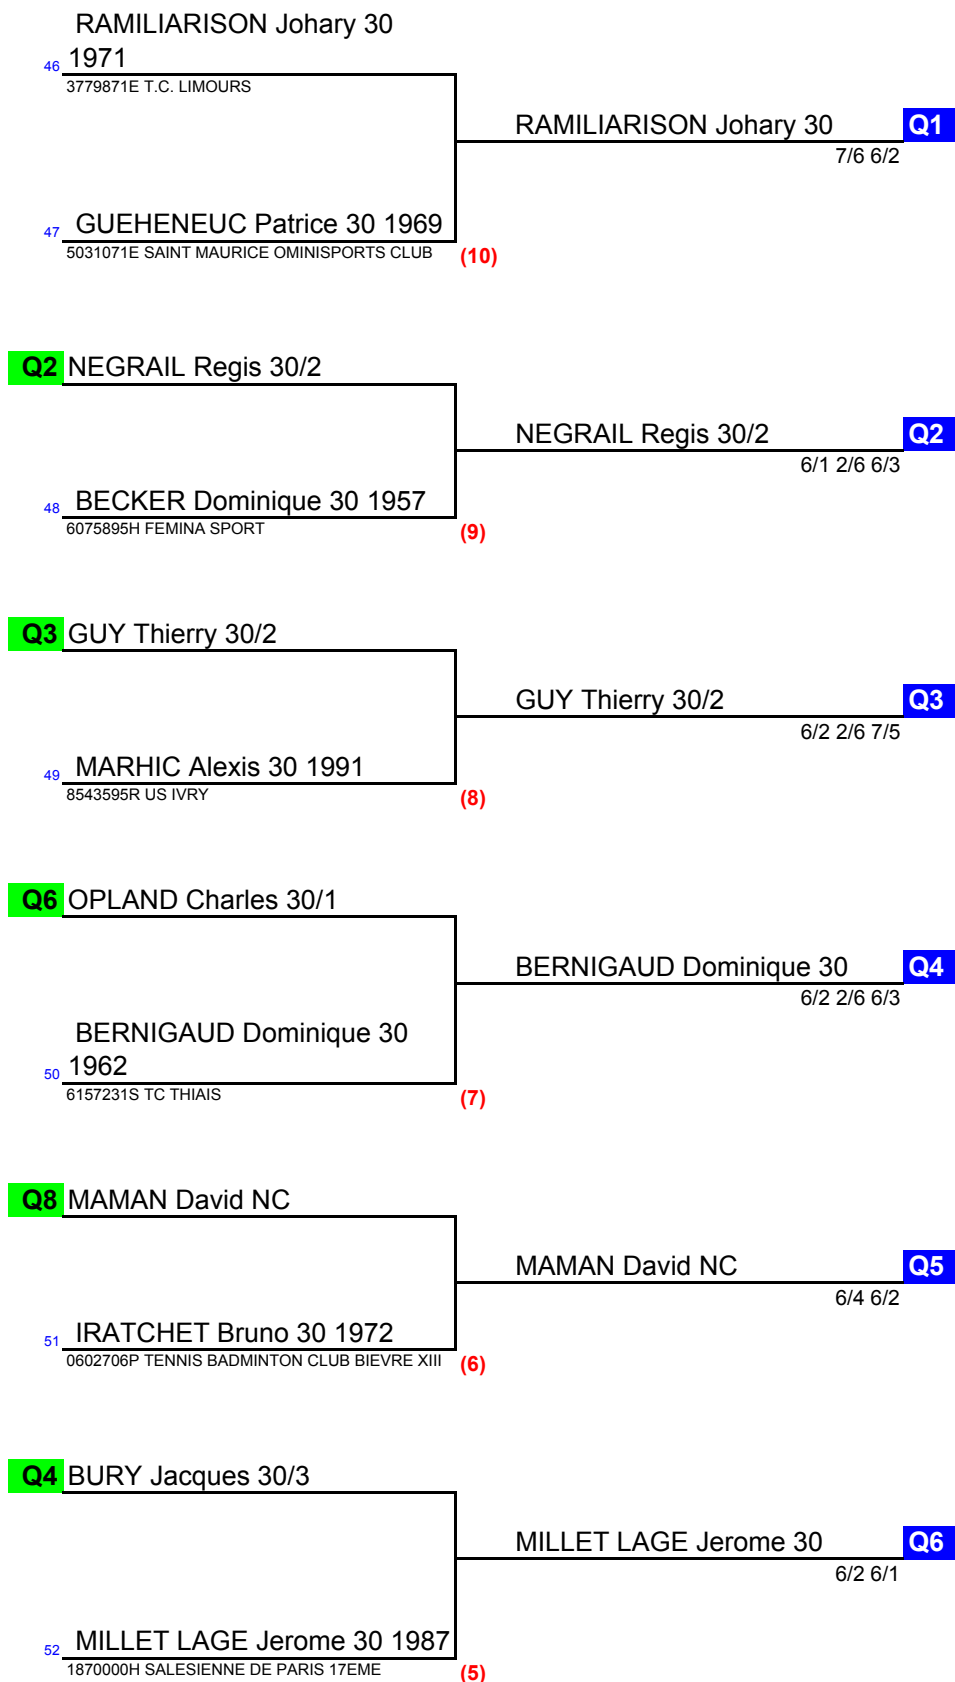 RAMILIARISON Johary 30
46 1971
3779871E T.C. LIMOURS
RAMILIARISON Johary 30 Q1
7/6 6/2
47 GUEHENEUC Patrice 30 1969
5031071E SAINT MAURICE OMINISPORTS CLUB (10)
Q2 NEGRAIL Regis 30/2
NEGRAIL Regis 30/2 Q2
6/1 2/6 6/3
48 BECKER Dominique 30 1957
6075895H FEMINA SPORT (9)
Q3 GUY Thierry 30/2
GUY Thierry 30/2 Q3
6/2 2/6 7/5
49 MARHIC Alexis 30 1991
8543595R US IVRY (8)
Q6 OPLAND Charles 30/1
BERNIGAUD Dominique 30 Q4
6/2 2/6 6/3
BERNIGAUD Dominique 30
50 1962
6157231S TC THIAIS (7)
Q8 MAMAN David NC
MAMAN David NC Q5
6/4 6/2
51 IRATCHET Bruno 30 1972
0602706P TENNIS BADMINTON CLUB BIEVRE XIII (6)
Q4 BURY Jacques 30/3
MILLET LAGE Jerome 30 Q6
6/2 6/1
52 MILLET LAGE Jerome 30 1987
1870000H SALESIENNE DE PARIS 17EME (5)